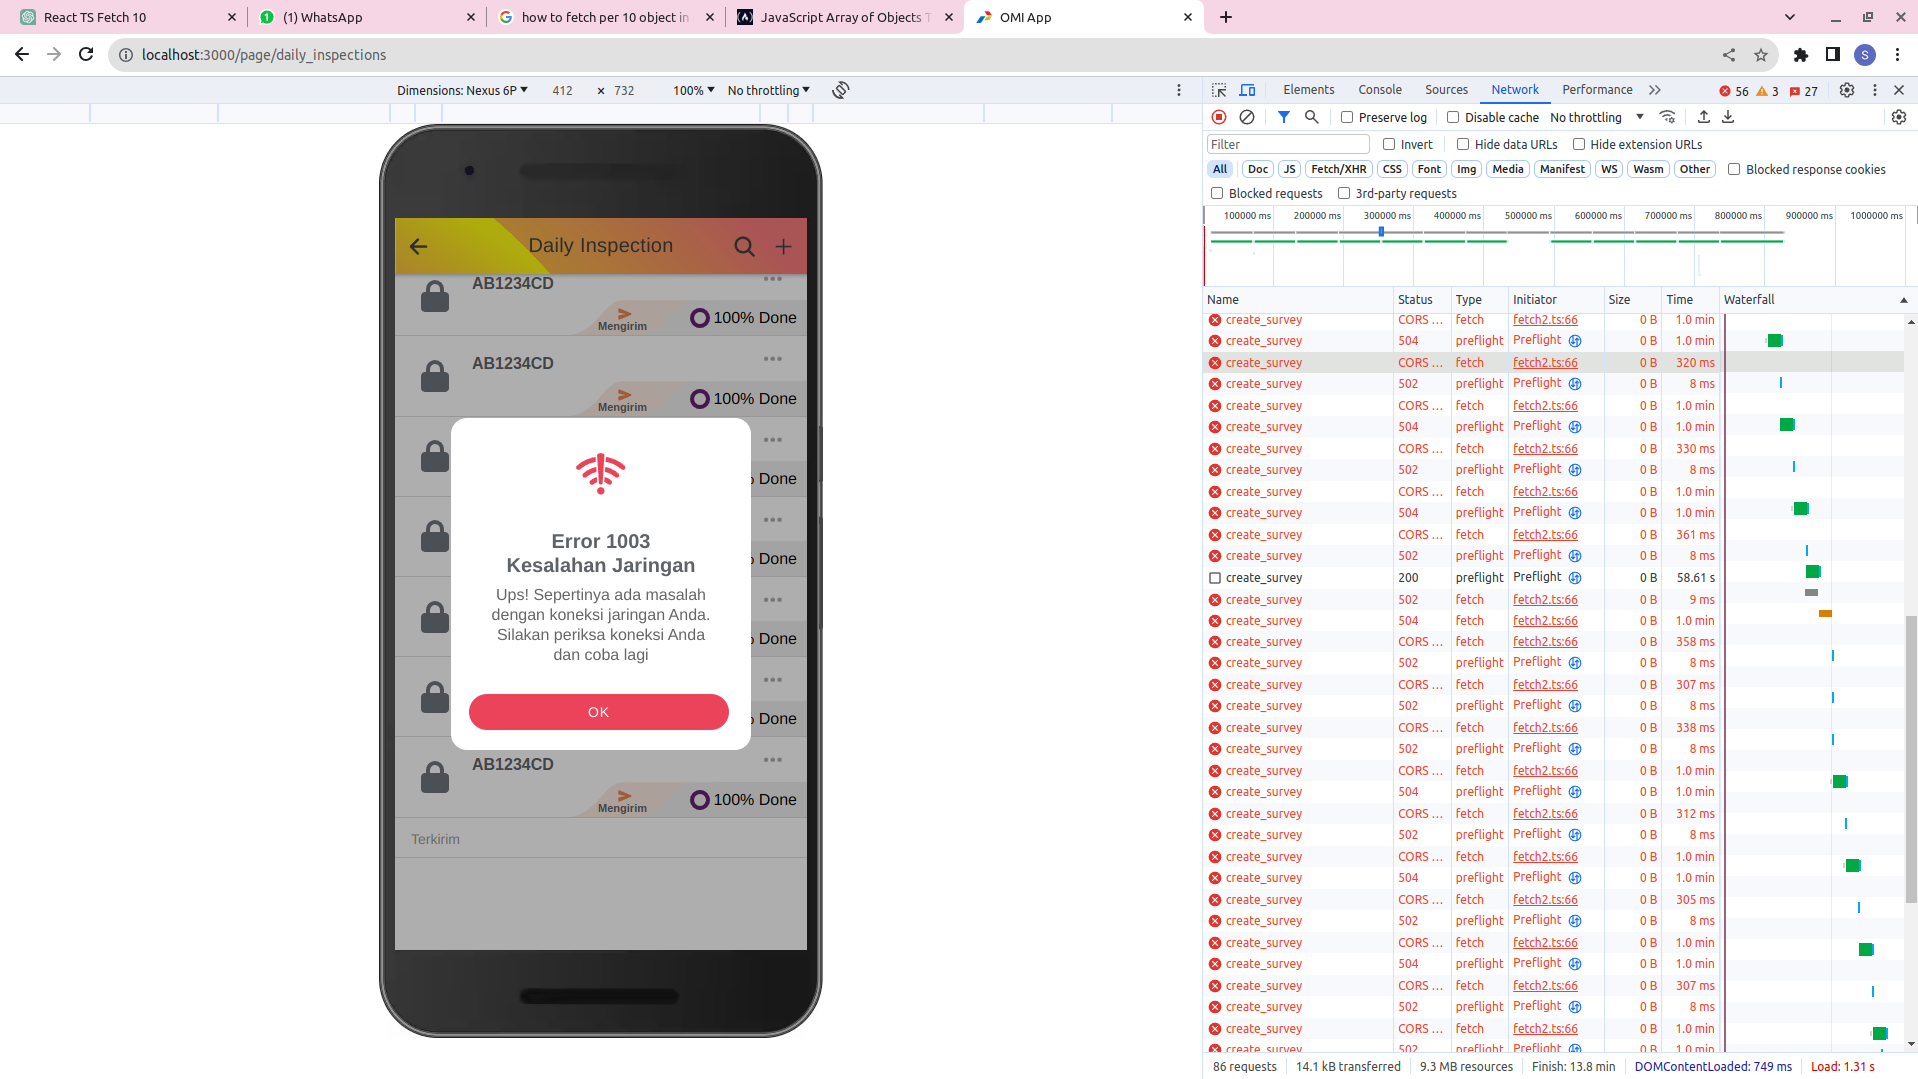 React TS Fetch 10
(1) WhatsApp
how to fetch per 10 object in
JavaScript Array of Objects T
OMI App
localhost:3000/page/daily_inspections
S
Dimensions: Nexus 6P
412 × 732
100%
No throttling
Elements Console Sources Network Performance
56 3 27
Preserve log Disable cache No throttling
Filter Invert Hide data URLs Hide extension URLs
All Doc JS Fetch/XHR CSS Font Img Media Manifest WS Wasm Other Blocked response cookies
Blocked requests 3rd-party requests
100000 ms 200000 ms 300000 ms 400000 ms 500000 ms 600000 ms 700000 ms 800000 ms 900000 ms 1000000 ms
Name Status Type Initiator Size Time Waterfall
create_survey CORS ... fetch fetch2.ts:66 0 B 1.0 min
create_survey 504 preflight Preflight 0 B 1.0 min
create_survey CORS ... fetch fetch2.ts:66 0 B 320 ms
create_survey 502 preflight Preflight 0 B 8 ms
create_survey CORS ... fetch fetch2.ts:66 0 B 1.0 min
create_survey 504 preflight Preflight 0 B 1.0 min
create_survey CORS ... fetch fetch2.ts:66 0 B 330 ms
create_survey 502 preflight Preflight 0 B 8 ms
create_survey CORS ... fetch fetch2.ts:66 0 B 1.0 min
create_survey 504 preflight Preflight 0 B 1.0 min
create_survey CORS ... fetch fetch2.ts:66 0 B 361 ms
create_survey 502 preflight Preflight 0 B 8 ms
create_survey 200 preflight Preflight 0 B 58.61 s
create_survey 502 fetch fetch2.ts:66 0 B 9 ms
create_survey 504 fetch fetch2.ts:66 0 B 1.0 min
create_survey CORS ... fetch fetch2.ts:66 0 B 358 ms
create_survey 502 preflight Preflight 0 B 8 ms
create_survey CORS ... fetch fetch2.ts:66 0 B 307 ms
create_survey 502 preflight Preflight 0 B 8 ms
create_survey CORS ... fetch fetch2.ts:66 0 B 338 ms
create_survey 502 preflight Preflight 0 B 8 ms
create_survey CORS ... fetch fetch2.ts:66 0 B 1.0 min
create_survey 504 preflight Preflight 0 B 1.0 min
create_survey CORS ... fetch fetch2.ts:66 0 B 312 ms
create_survey 502 preflight Preflight 0 B 8 ms
create_survey CORS ... fetch fetch2.ts:66 0 B 1.0 min
create_survey 504 preflight Preflight 0 B 1.0 min
create_survey CORS ... fetch fetch2.ts:66 0 B 305 ms
create_survey 502 preflight Preflight 0 B 8 ms
create_survey CORS ... fetch fetch2.ts:66 0 B 1.0 min
create_survey 504 preflight Preflight 0 B 1.0 min
create_survey CORS ... fetch fetch2.ts:66 0 B 307 ms
create_survey 502 preflight Preflight 0 B 8 ms
create_survey CORS ... fetch fetch2.ts:66 0 B 1.0 min
create_survey 502 preflight Preflight 0 B 1.0 min
86 requests 14.1 kB transferred 9.3 MB resources Finish: 13.8 min DOMContentLoaded: 749 ms Load: 1.31 s
Daily Inspection
AB1234CD
Mengirim
100% Done
AB1234CD
Mengirim
100% Done
Done
Done
Done
Done
Error 1003
Kesalahan Jaringan
Ups! Sepertinya ada masalah
dengan koneksi jaringan Anda.
Silakan periksa koneksi Anda
dan coba lagi
OK
AB1234CD
Mengirim
100% Done
Terkirim